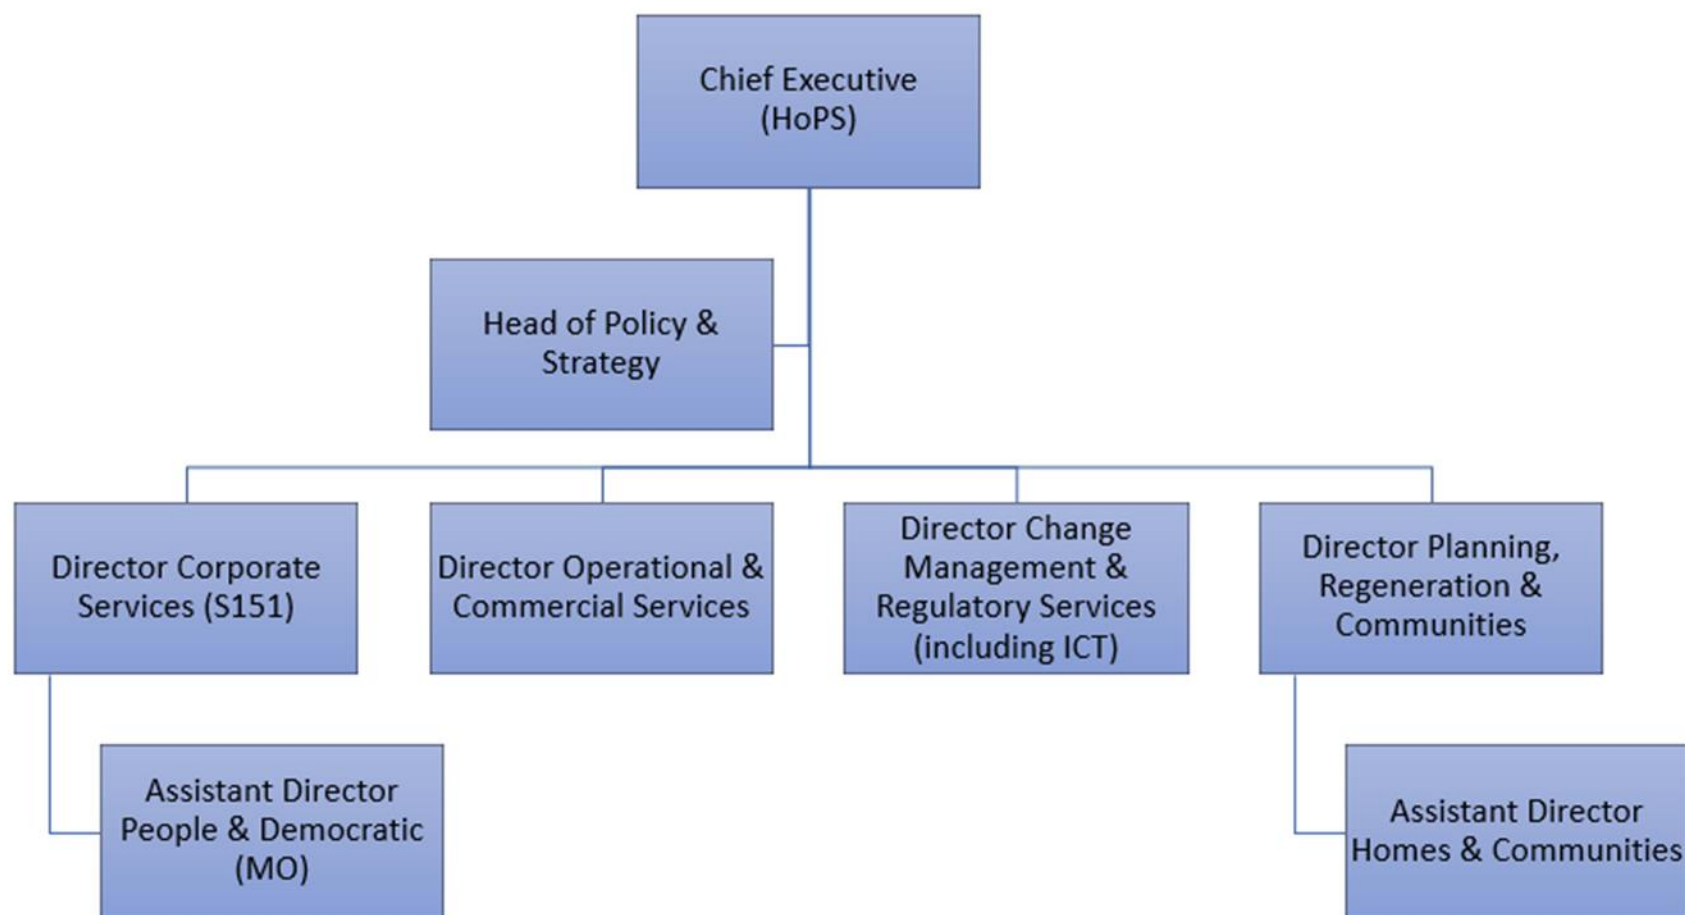 Chief Executive
(HoPS)
Head of Policy &
Strategy
Director Corporate
Services (S151)
Director Operational &
Commercial Services
Director Change
Management &
Regulatory Services
(including ICT)
Director Planning,
Regeneration &
Communities
Assistant Director
People & Democratic
(MO)
Assistant Director
Homes & Communities